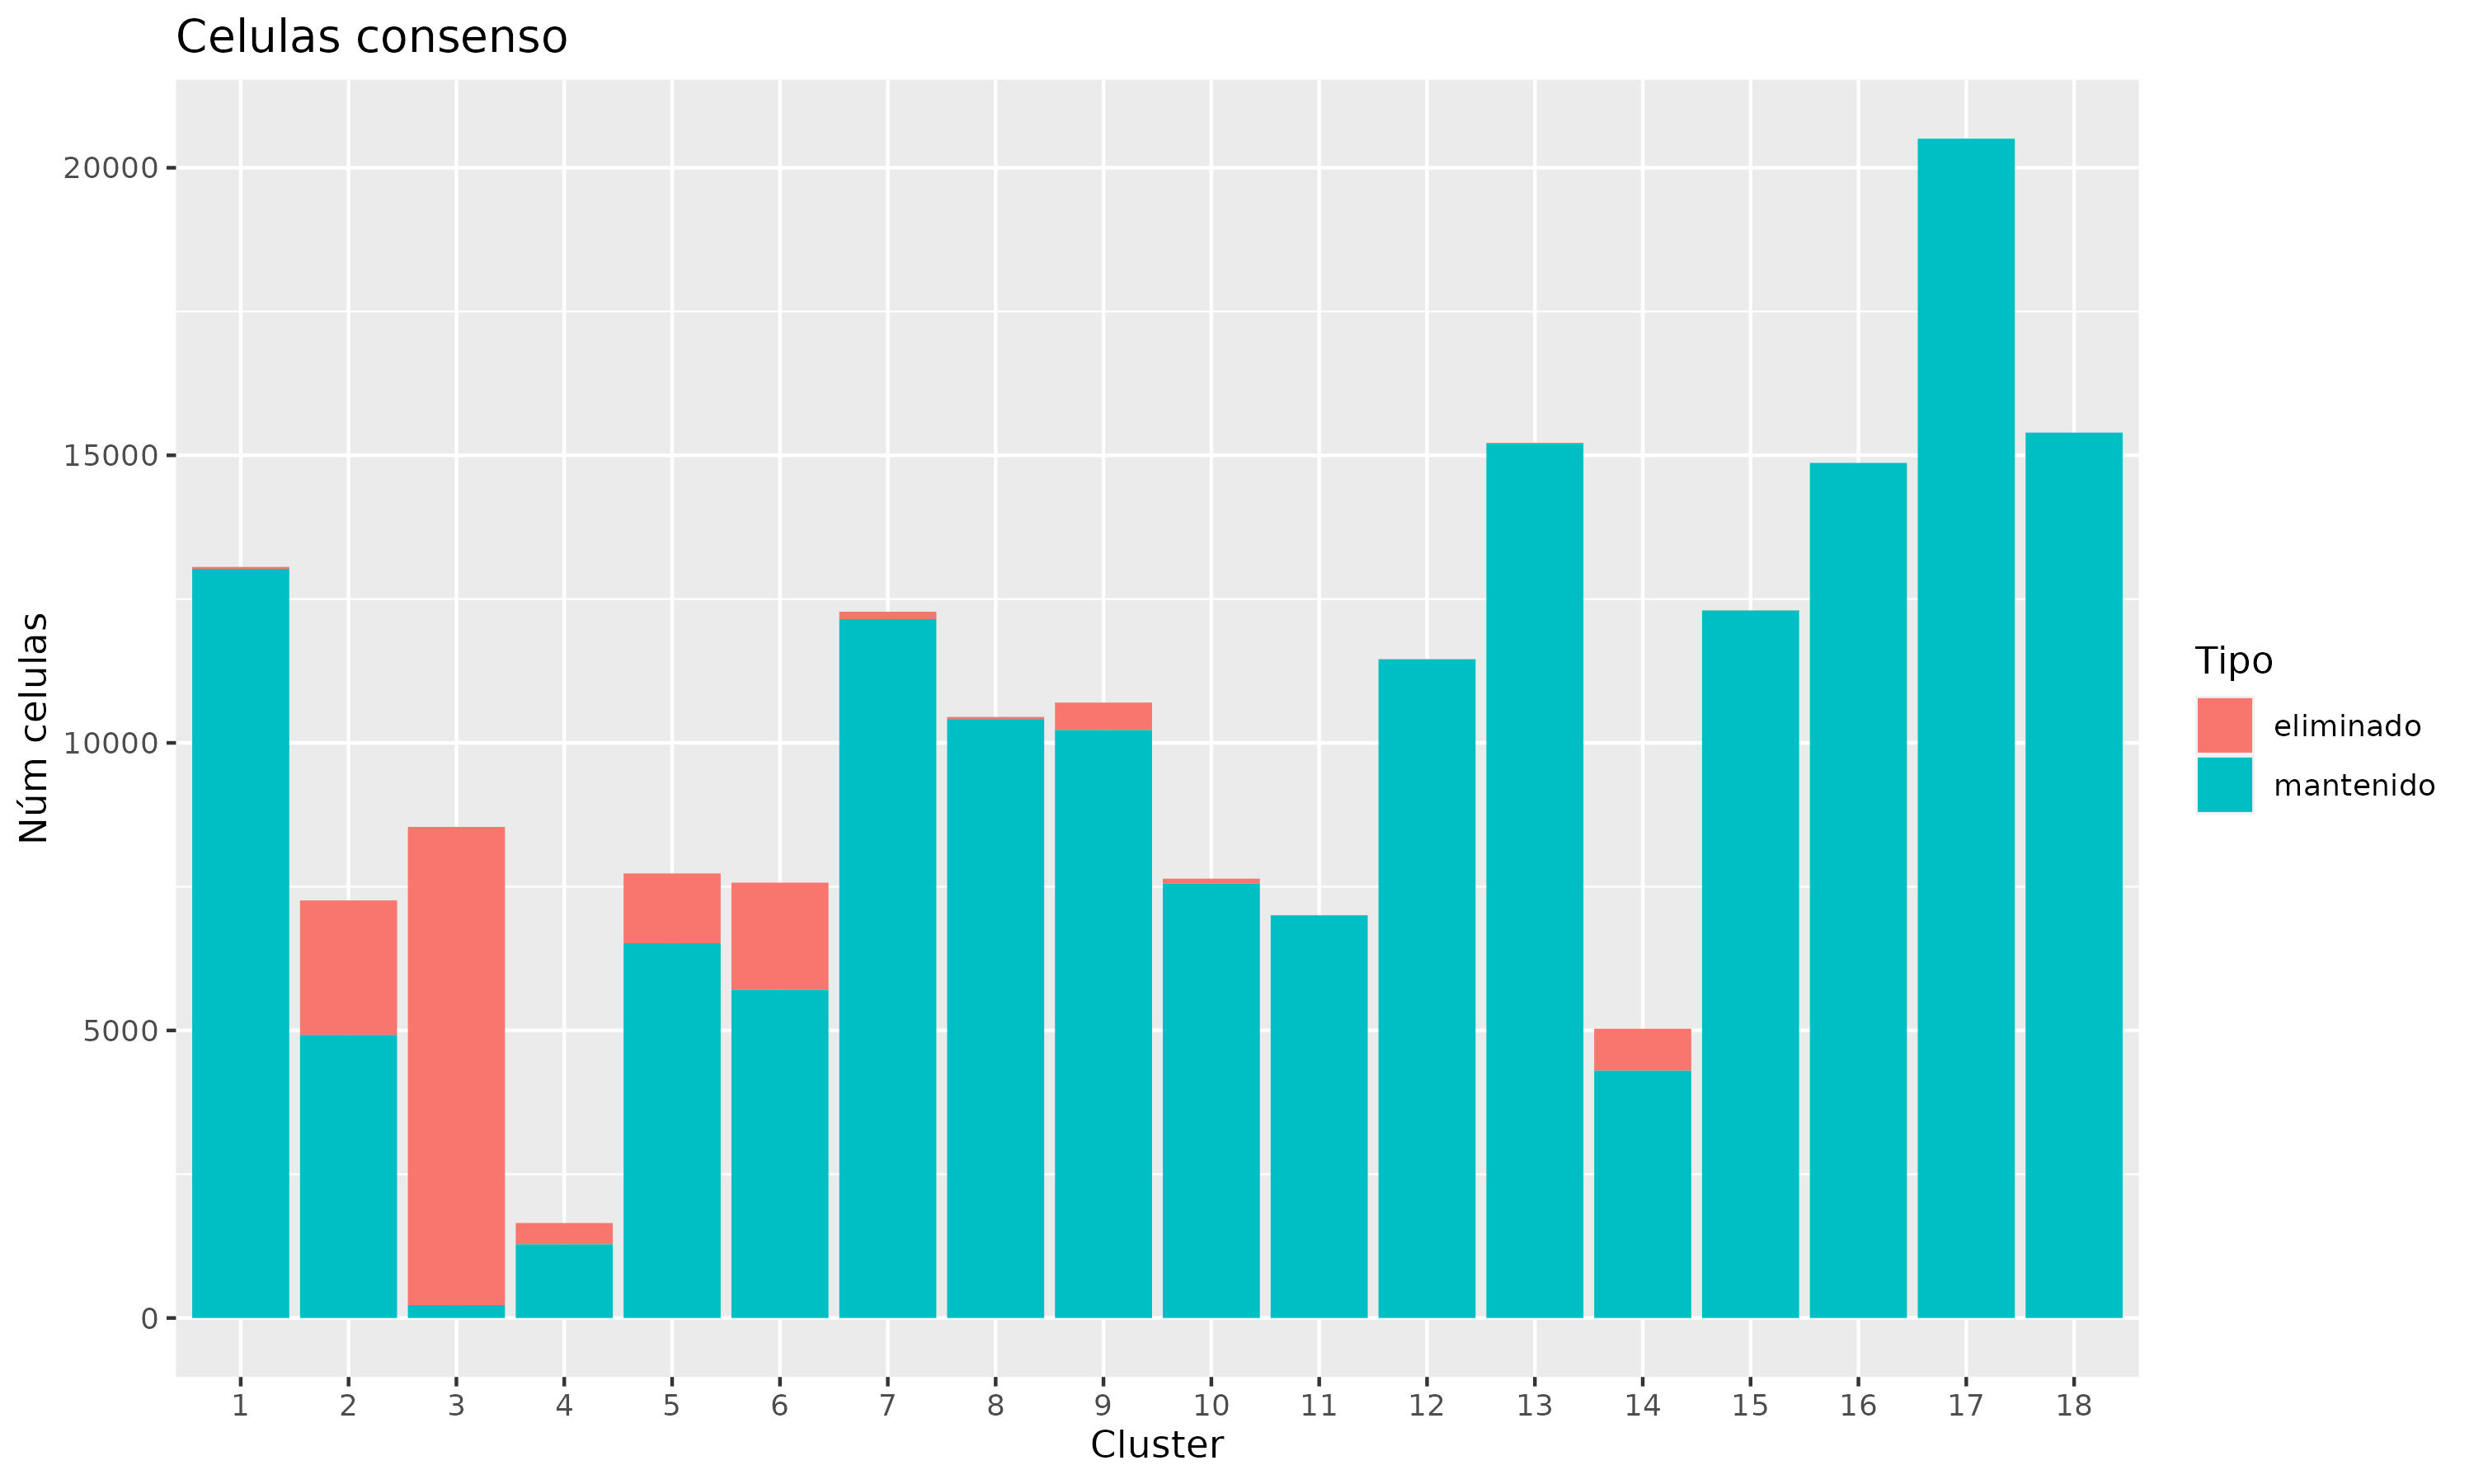 Celulas consenso
Núm celulas
20000
15000
10000
5000
0
1 2 3 4 5 6 7 8 9 10 11 12 13 14 15 16 17 18
Cluster
Tipo
eliminado
mantenido